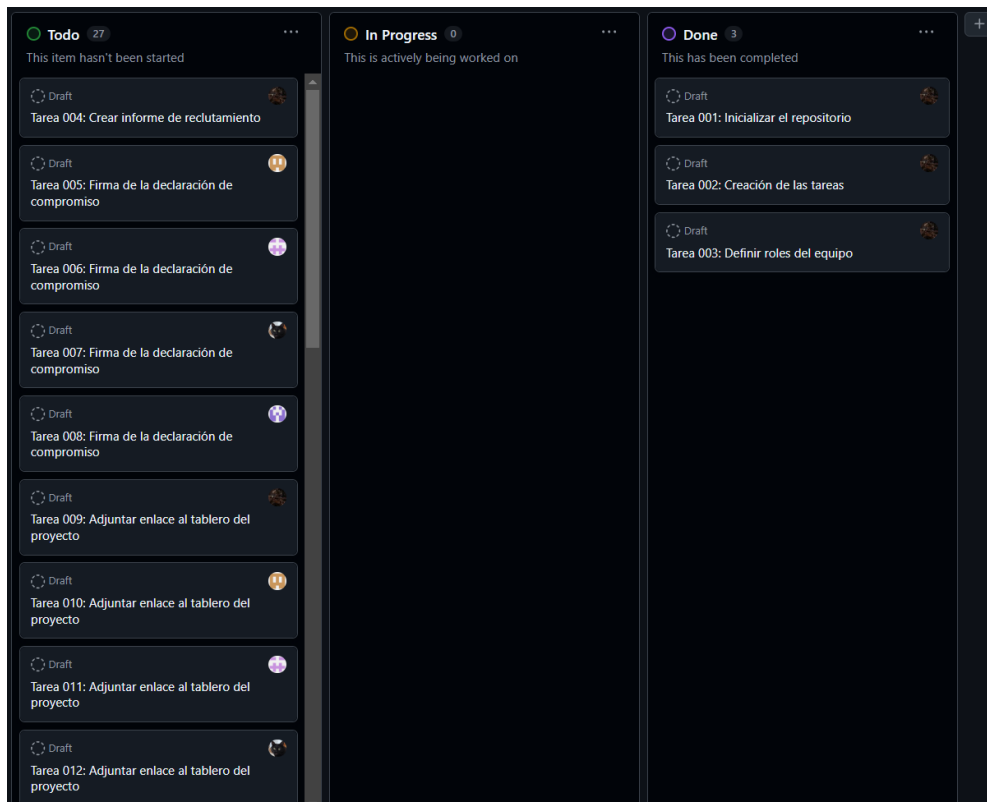 Todo 27
This item hasn't been started
Draft
Tarea 004: Crear informe de reclutamiento
Draft
Tarea 005: Firma de la declaración de
compromiso
Draft
Tarea 006: Firma de la declaración de
compromiso
Draft
Tarea 007: Firma de la declaración de
compromiso
Draft
Tarea 008: Firma de la declaración de
compromiso
Draft
Tarea 009: Adjuntar enlace al tablero del
proyecto
Draft
Tarea 010: Adjuntar enlace al tablero del
proyecto
Draft
Tarea 011: Adjuntar enlace al tablero del
proyecto
Draft
Tarea 012: Adjuntar enlace al tablero del
proyecto
In Progress 0
This is actively being worked on
Done 3
This has been completed
Draft
Tarea 001: Inicializar el repositorio
Draft
Tarea 002: Creación de las tareas
Draft
Tarea 003: Definir roles del equipo